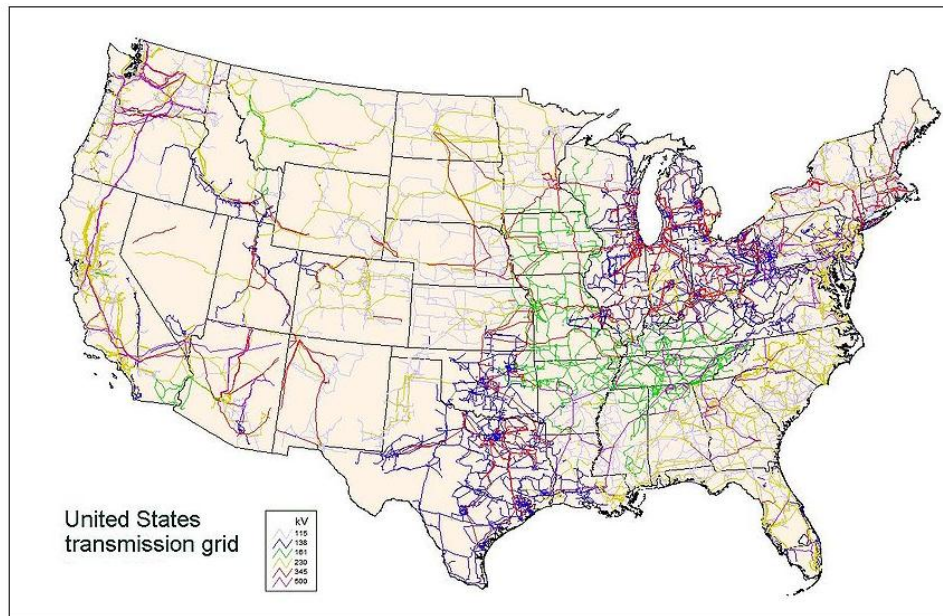 United States
transmission grid
kV
115
138
161
230
345
500